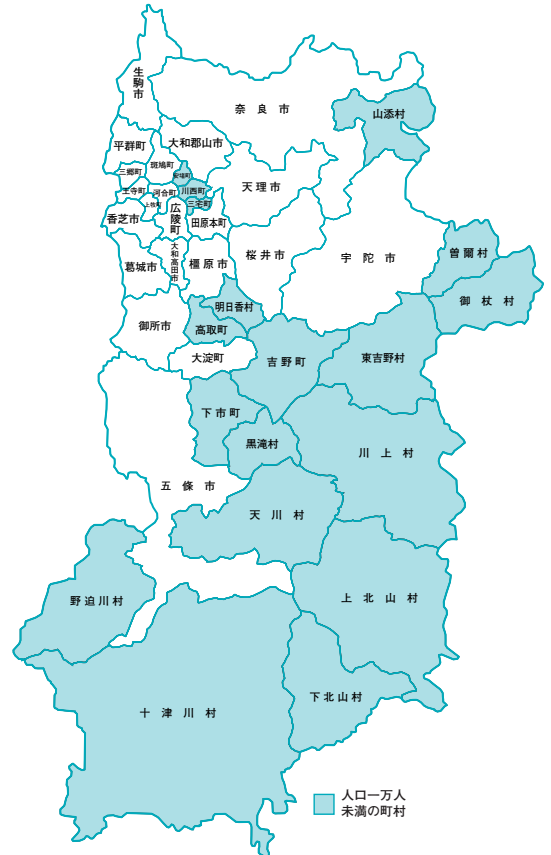 生駒市
奈良市
山添村
平群町
大和郡山市
斑鳩町
三郷町
安堵町
天理市
王寺町
河合町
川西町
上牧町
三宅町
香芝市
広陵町
田原本町
大和高田市
桜井市
宇陀市
曽爾村
葛城市
橿原市
御杖村
明日香村
御所市
高取町
大淀町
吉野町
東吉野村
下市町
黒滝村
川上村
五條市
天川村
野迫川村
上北山村
下北山村
十津川村
人口一万人
未満の町村